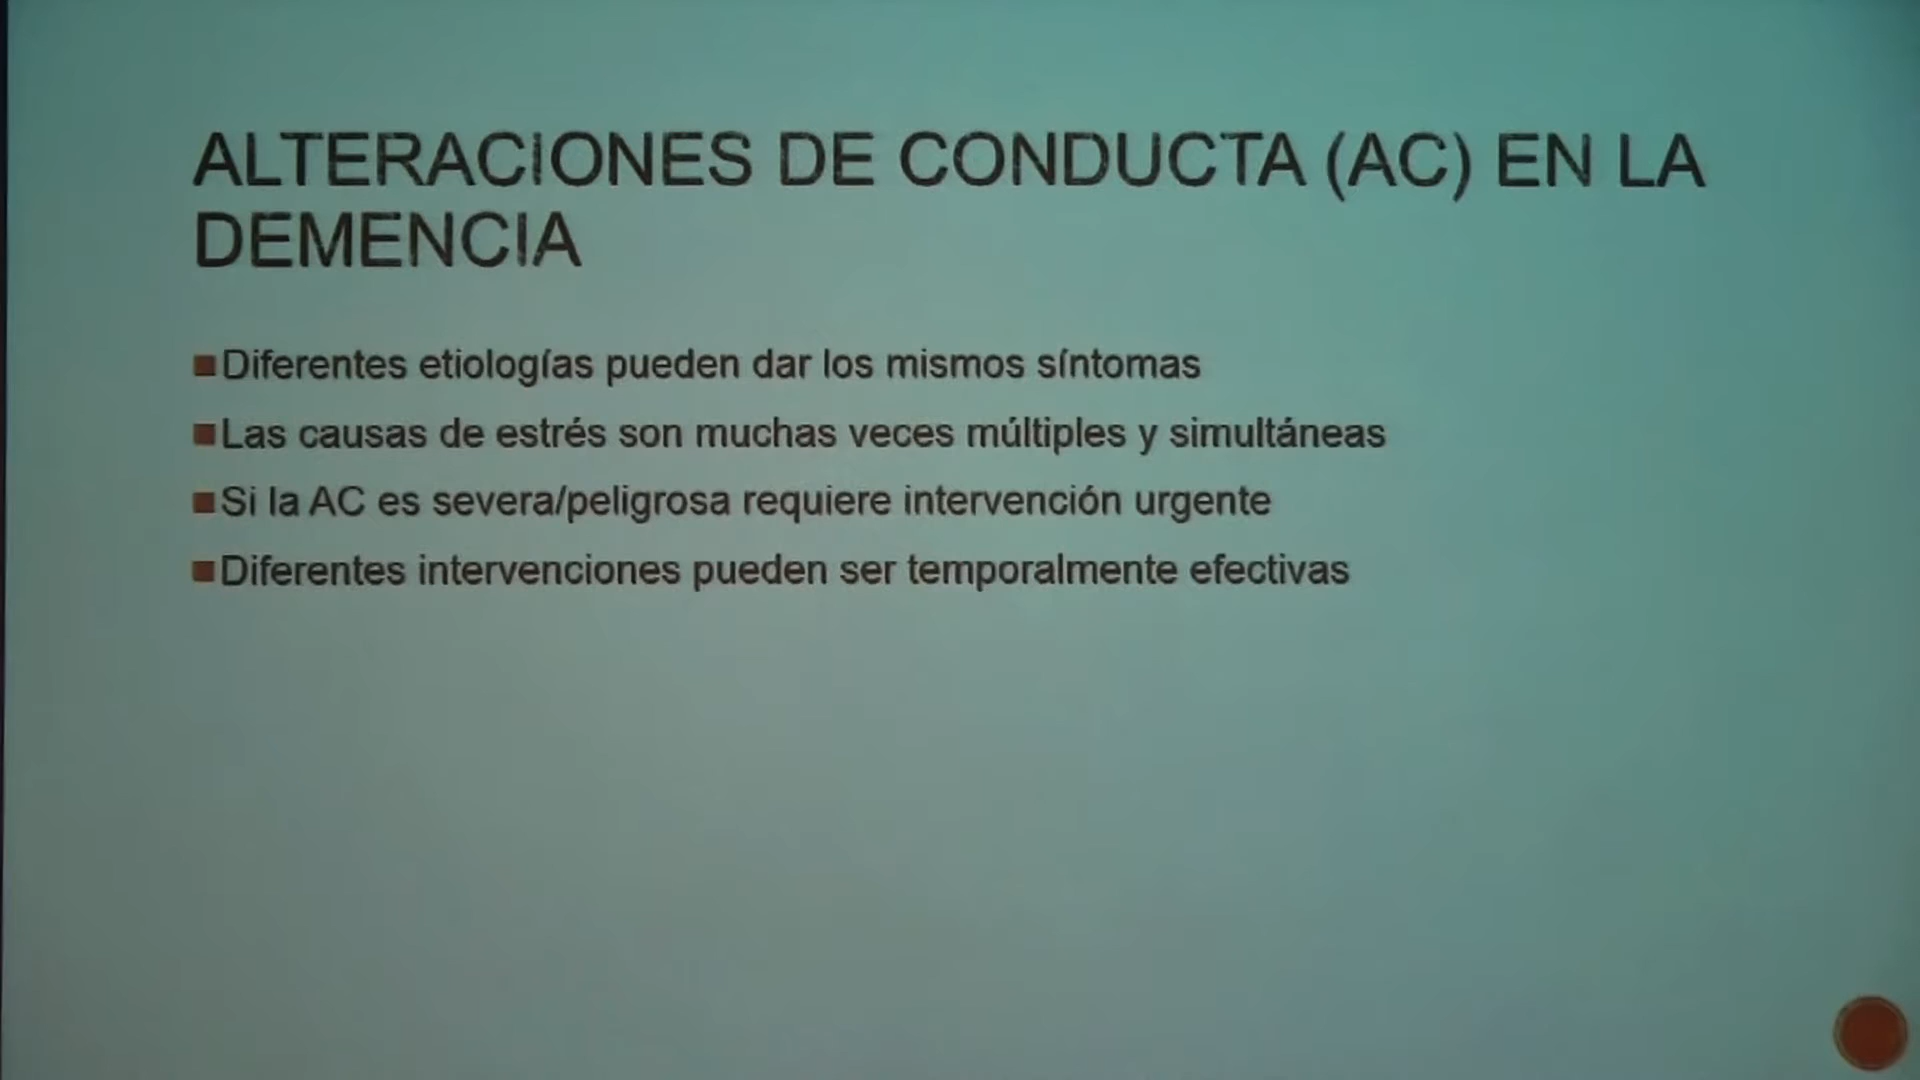 ALTERACIONES DE CONDUCTA (AC) EN LA
DEMENCIA
Diferentes etiologías pueden dar los mismos síntomas
Las causas de estrés son muchas veces múltiples y simultáneas
Si la AC es severa/peligrosa requiere intervención urgente
Diferentes intervenciones pueden ser temporalmente efectivas